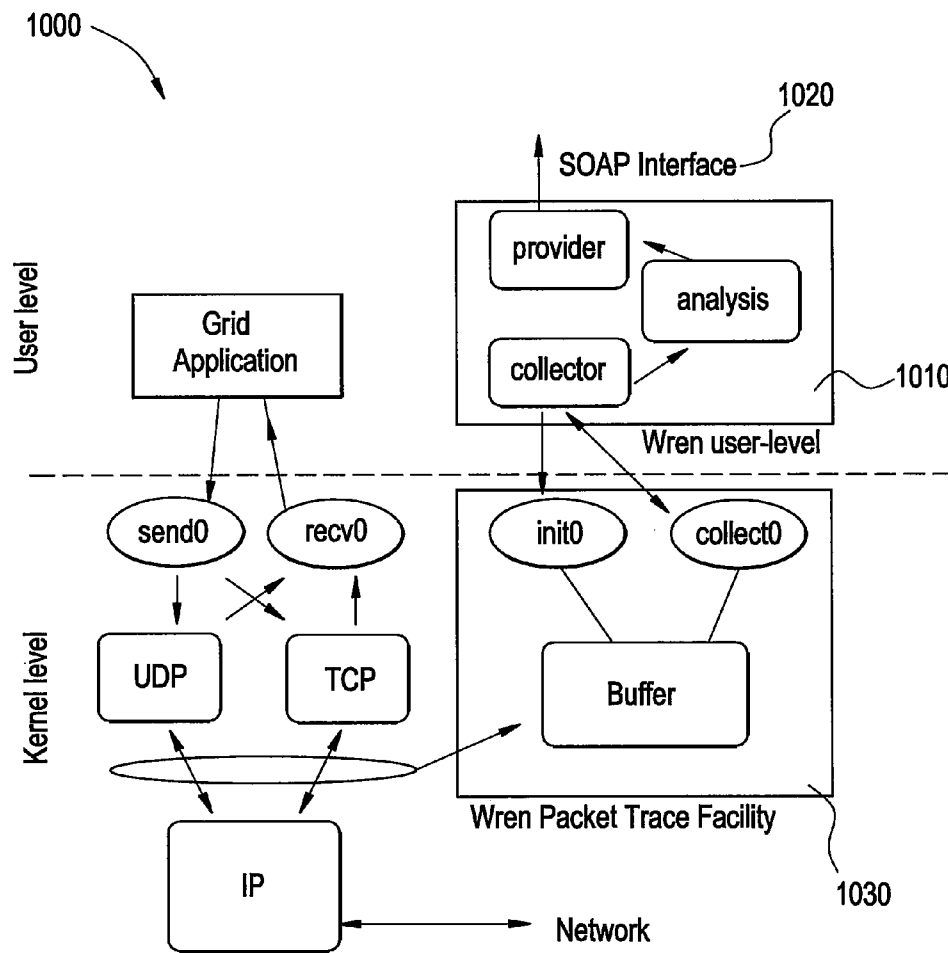 1000
1020
SOAP Interface
User level
provider
analysis
Grid
Application
collector
1010
Wren user-level
Kernel level
send0
recv0
init0
collect0
UDP
TCP
Buffer
Wren Packet Trace Facility
IP
1030
Network